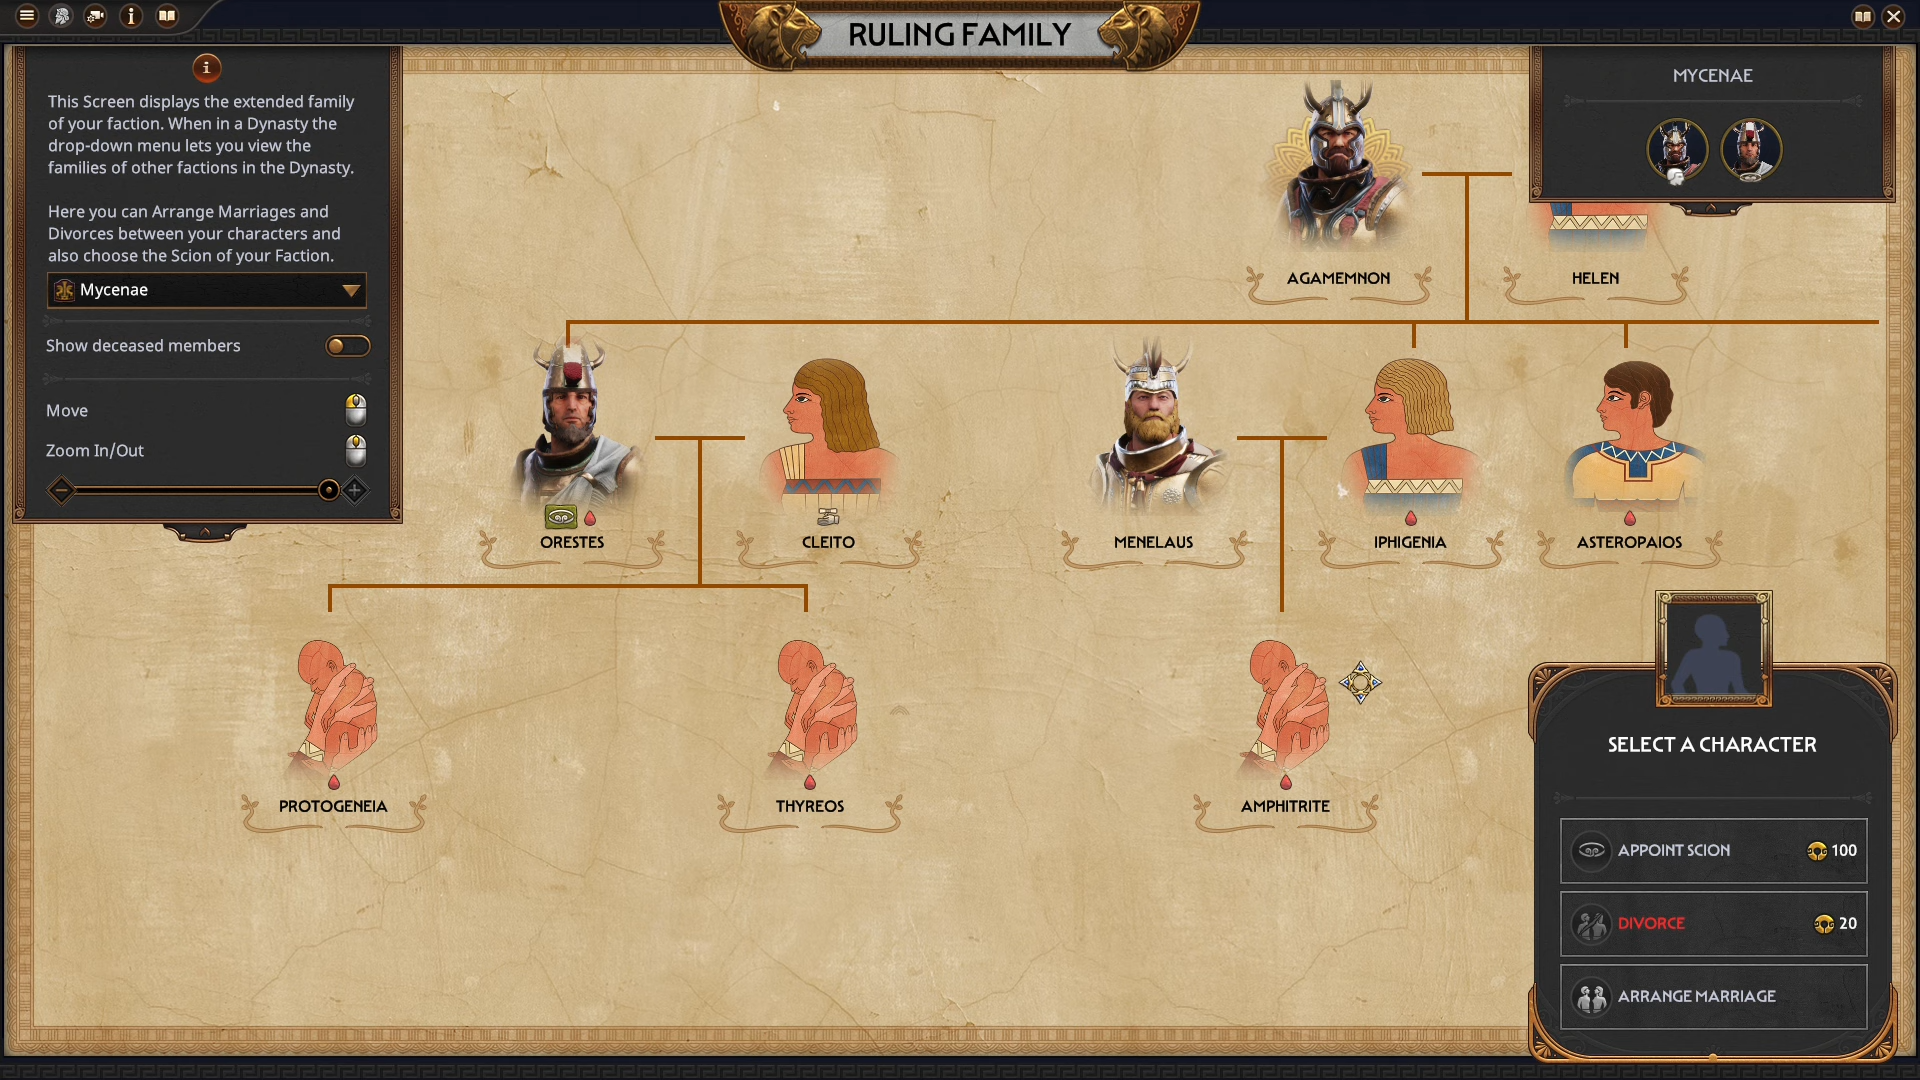 RULING FAMILY
This Screen displays the extended family
of your faction. When in a Dynasty the
drop-down menu lets you view the
families of other factions in the Dynasty.
Here you can Arrange Marriages and
Divorces between your characters and
also choose the Scion of your Faction.
Mycenae
Show deceased members
Move
Zoom In/Out
MYCENAE
AGAMEMNON
HELEN
ORESTES
CLEITO
MENELAUS
IPHIGENIA
ASTEROPAIOS
PROTOGENEIA
THYREOS
AMPHITRITE
SELECT A CHARACTER
APPOINT SCION 100
DIVORCE 20
ARRANGE MARRIAGE